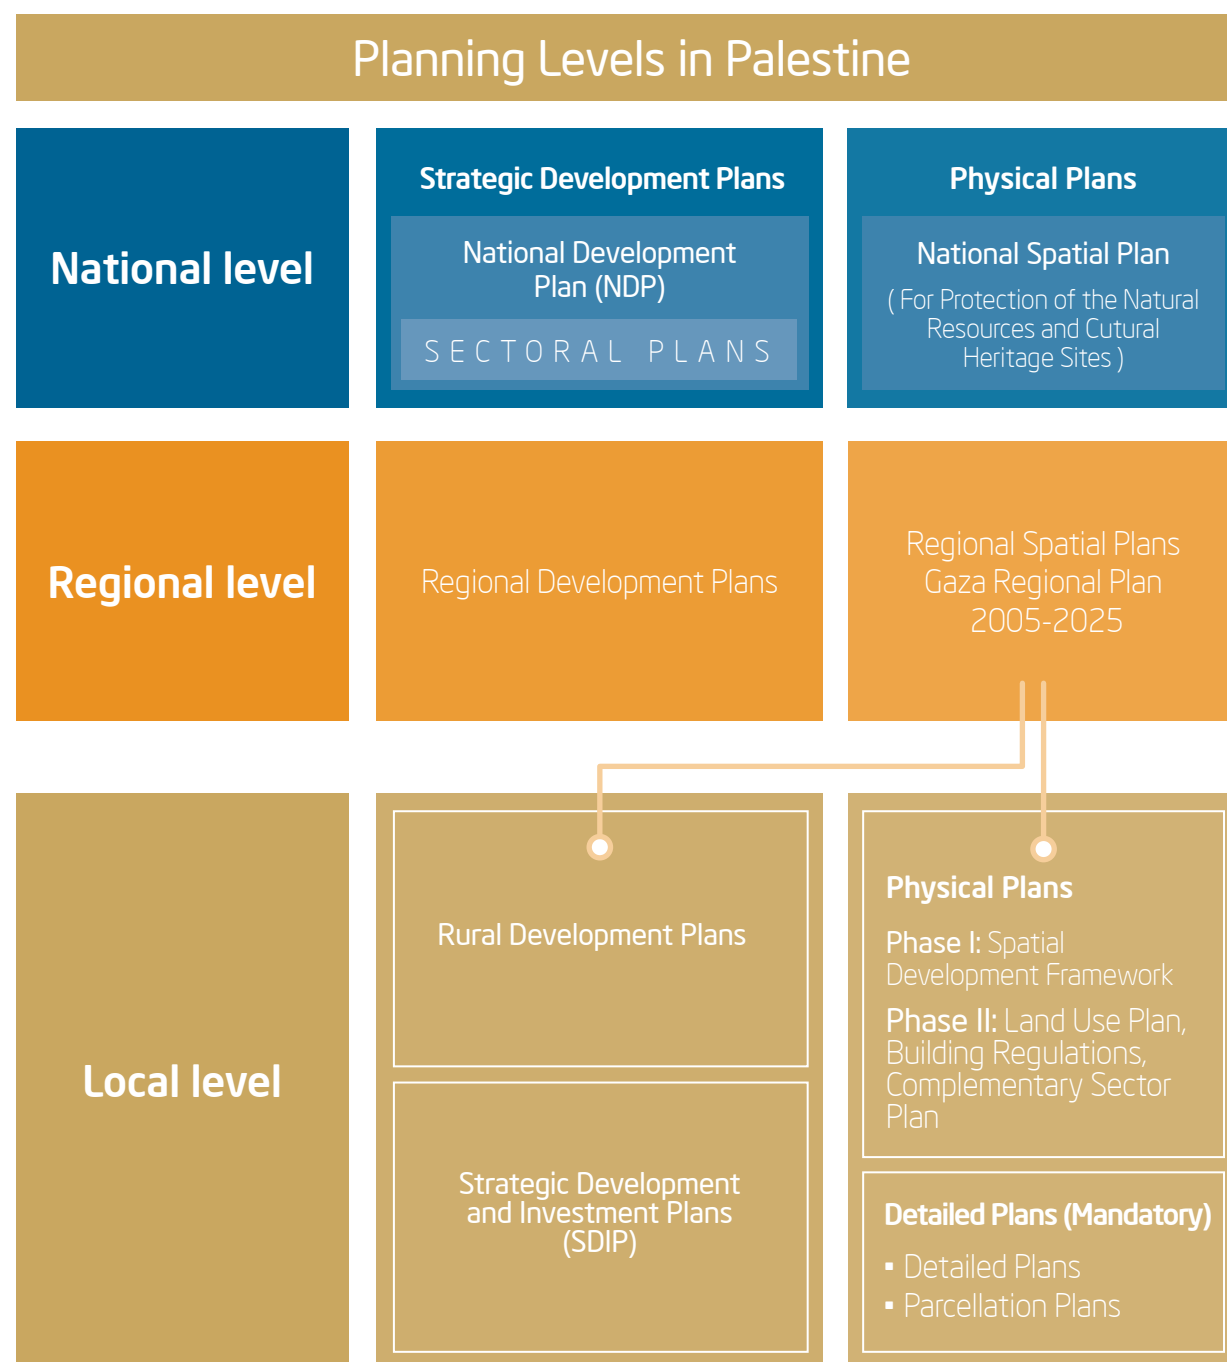 Planning Levels in Palestine
National level
Strategic Development Plans
National Development
Plan (NDP)
SECTORAL PLANS
Physical Plans
National Spatial Plan
( For Protection of the Natural
Resources and Cutural
Heritage Sites )
Regional level
Regional Development Plans
Regional Spatial Plans
Gaza Regional Plan
2005-2025
Local level
Rural Development Plans
Strategic Development
and Investment Plans
(SDIP)
Physical Plans
Phase I: Spatial
Development Framework
Phase II: Land Use Plan,
Building Regulations,
Complementary Sector
Plan
Detailed Plans (Mandatory)
▪ Detailed Plans
▪ Parcellation Plans